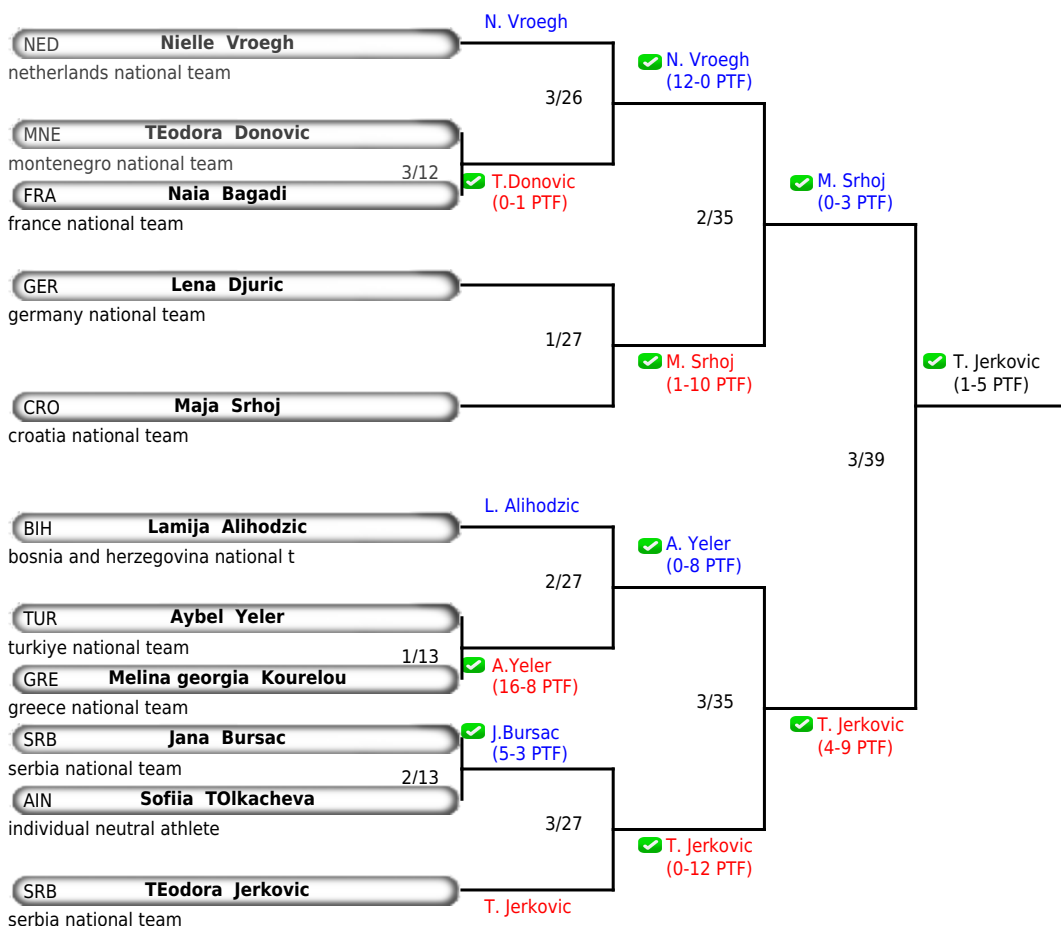 N. Vroegh
NED Nielle Vroegh
netherlands national team
N. Vroegh
(12-0 PTF)
3/26
MNE TEodora Donovic
montenegro national team
3/12
T.Donovic
(0-1 PTF)
FRA Naia Bagadi
france national team
M. Srhoj
(0-3 PTF)
2/35
GER Lena Djuric
germany national team
1/27
M. Srhoj
(1-10 PTF)
T. Jerkovic
(1-5 PTF)
CRO Maja Srhoj
croatia national team
3/39
L. Alihodzic
BIH Lamija Alihodzic
bosnia and herzegovina national t
A. Yeler
(0-8 PTF)
2/27
TUR Aybel Yeler
turkiye national team
1/13
A.Yeler
(16-8 PTF)
GRE Melina georgia Kourelou
greece national team
3/35
T. Jerkovic
(4-9 PTF)
J.Bursac
(5-3 PTF)
SRB Jana Bursac
serbia national team
2/13
AIN Sofiia TOlkacheva
individual neutral athlete
3/27
T. Jerkovic
(0-12 PTF)
SRB TEodora Jerkovic
serbia national team
T. Jerkovic